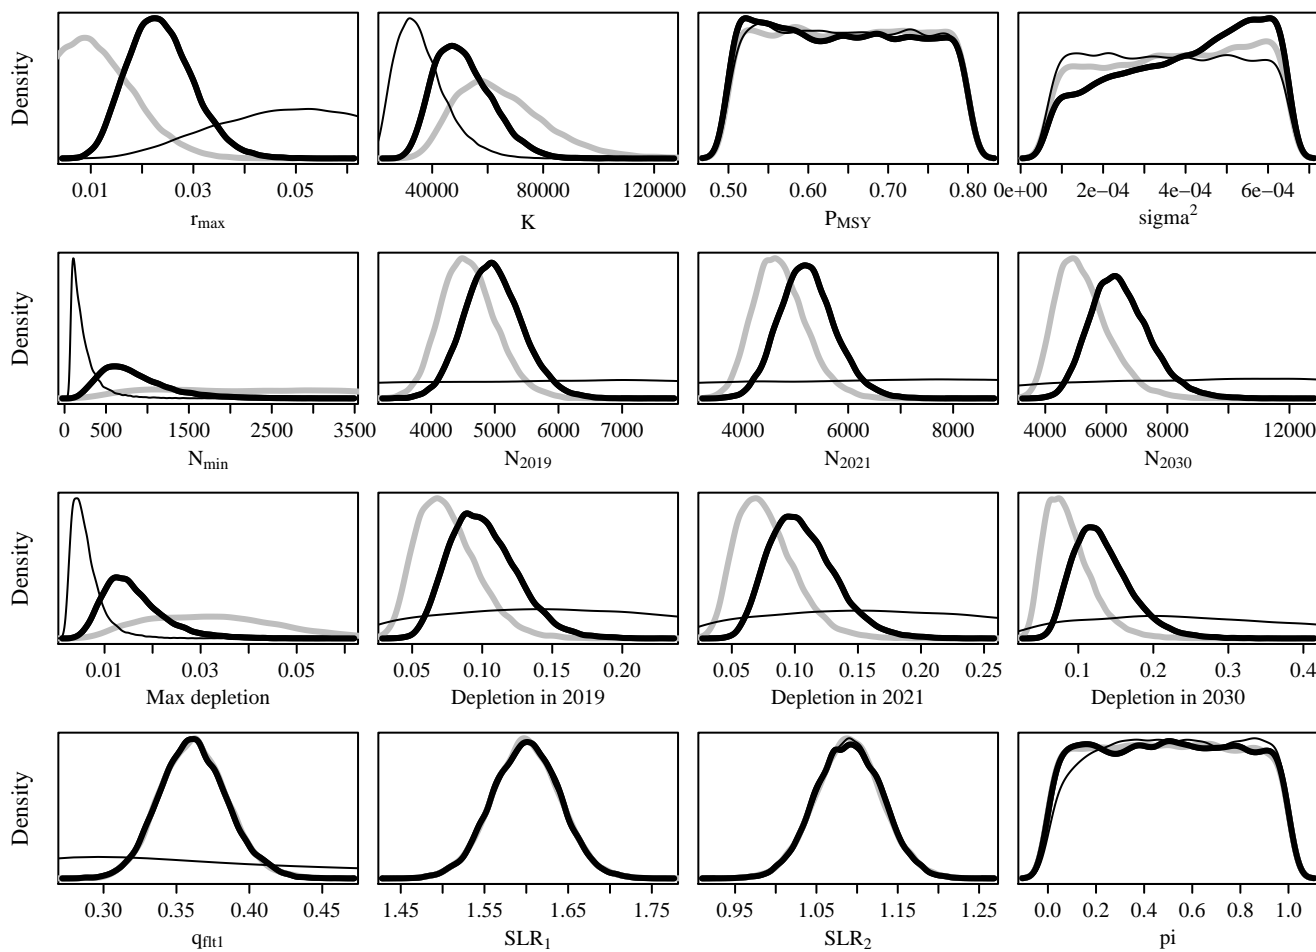 Density
0.01 0.03 0.05
r_max
40000 80000 120000
K
0.50 0.60 0.70 0.80
P_MSY
0e+00 2e−04 4e−04 6e−04
sigma^2
Density
0 500 1500 2500 3500
N_min
4000 5000 6000 7000
N_2019
4000 6000 8000
N_2021
4000 6000 8000 12000
N_2030
Density
0.01 0.03 0.05
Max depletion
0.05 0.10 0.15 0.20
Depletion in 2019
0.05 0.10 0.15 0.20 0.25
Depletion in 2021
0.1 0.2 0.3 0.4
Depletion in 2030
Density
0.30 0.35 0.40 0.45
q_flt1
1.45 1.55 1.65 1.75
SLR_1
0.95 1.05 1.15 1.25
SLR_2
0.0 0.2 0.4 0.6 0.8 1.0
pi